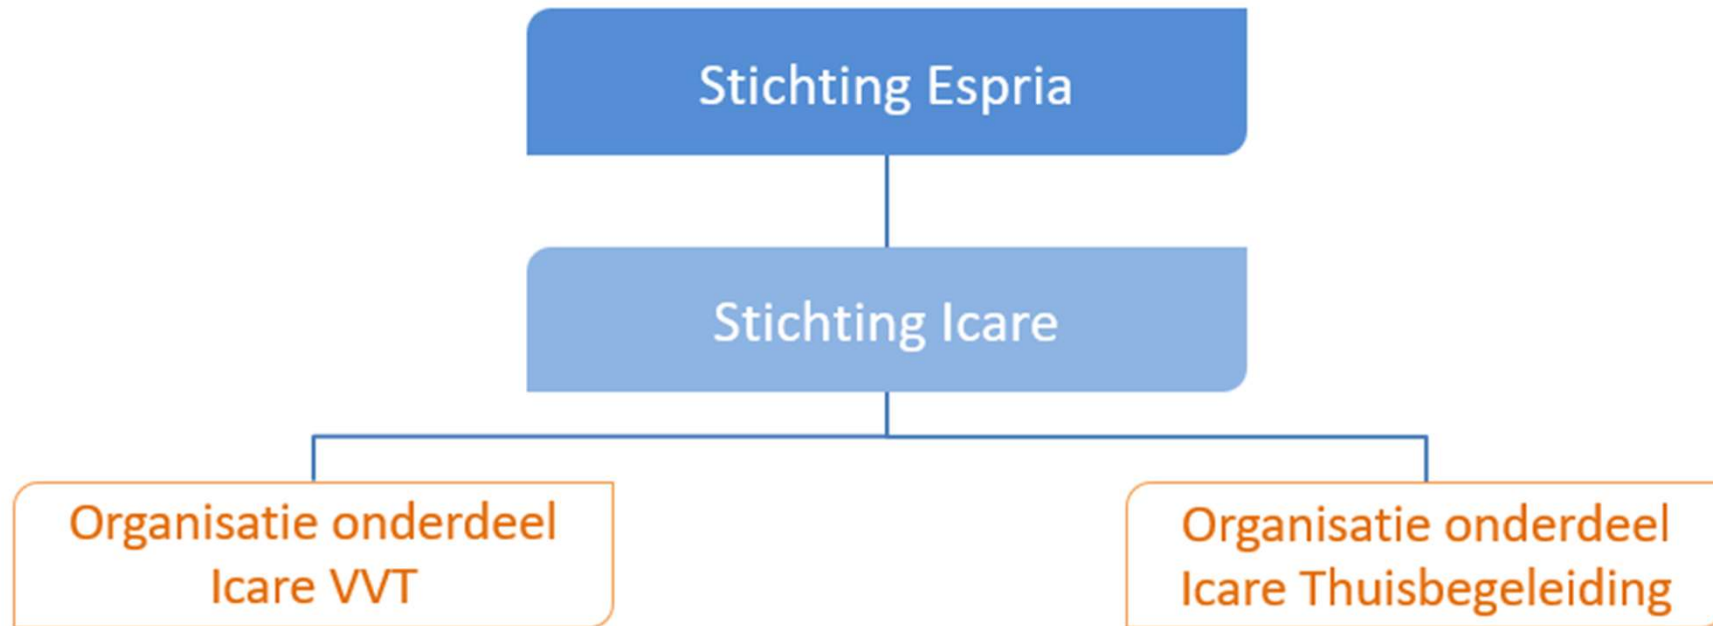 Stichting Espria
Stichting Icare
Organisatie onderdeel
Icare VVT
Organisatie onderdeel
Icare Thuisbegeleiding